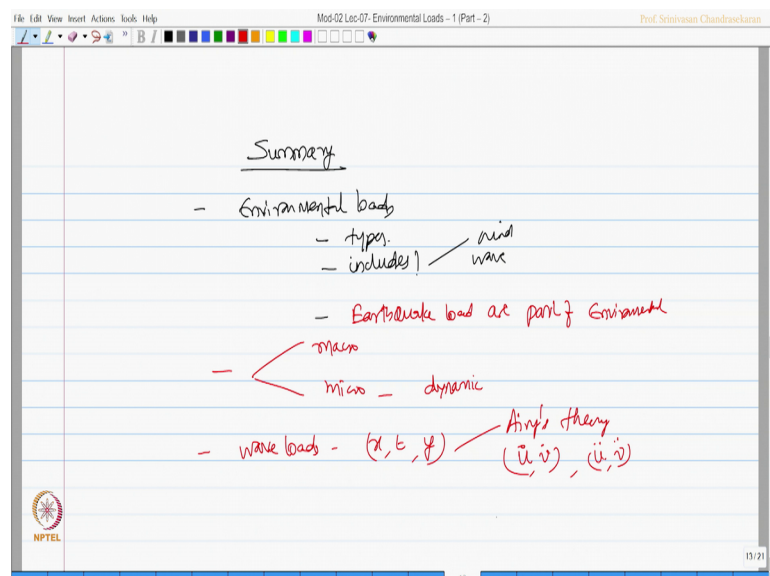 File Edit View Insert Actions Tools Help
Mod-02 Lec-07- Environmental Loads – 1 (Part – 2)
Prof. Srinivasan Chandrasekaran
B I
Summary
- Environmental loads
- types.
- includes! wind
wave
- Earthquake load are part of Enviromental
- macro
micro - dynamic
- wave loads - (x, t, y) Airy's theory
(u̇, v̇), (ü, v̈)
NPTEL
13/21